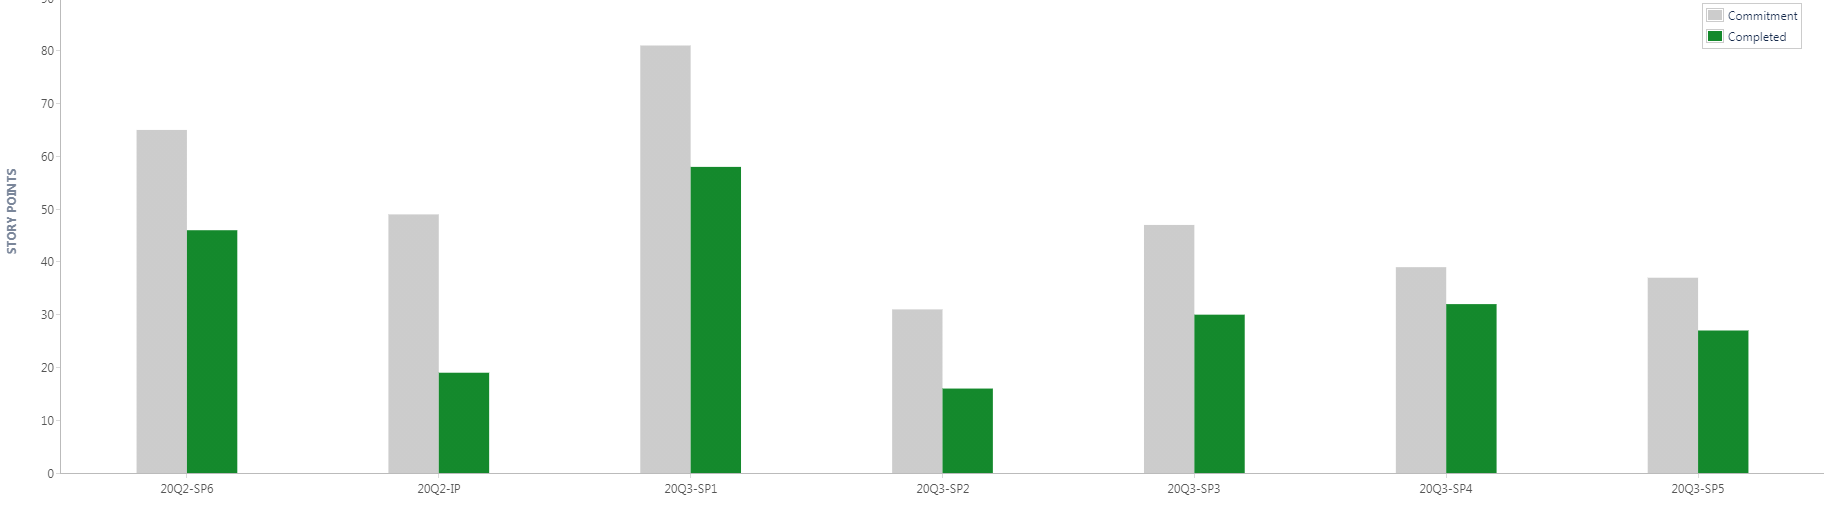 90
80
70
60
50
40
30
20
10
0
STORY POINTS
Commitment
Completed
20Q2-SP6
20Q2-IP
20Q3-SP1
20Q3-SP2
20Q3-SP3
20Q3-SP4
20Q3-SP5